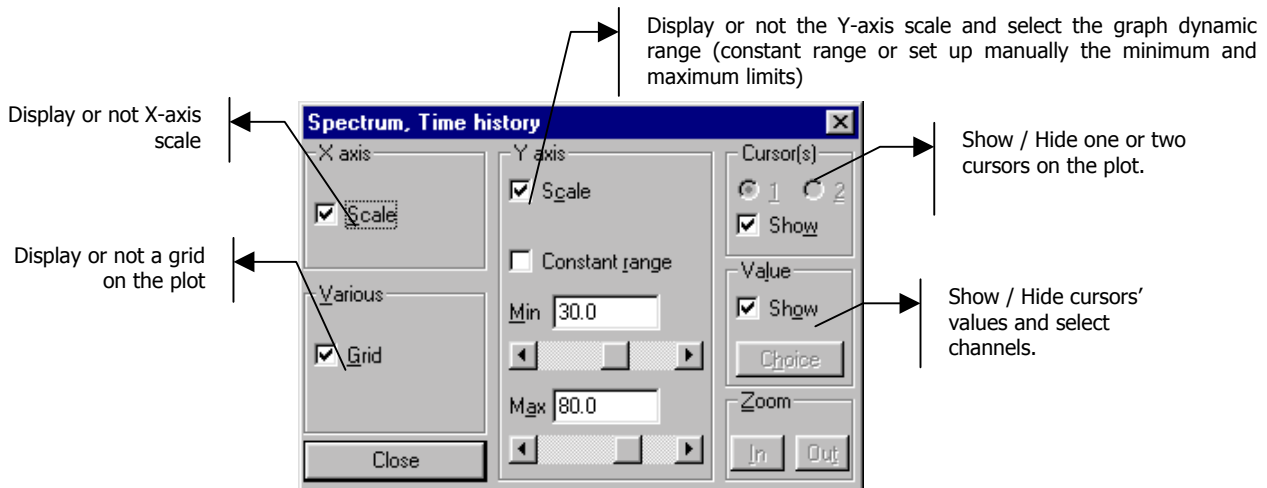 Display or not the Y-axis scale and select the graph dynamic
range (constant range or set up manually the minimum and
maximum limits)
Display or not X-axis
scale
Display or not a grid
on the plot
Spectrum, Time history
X axis
Scale
Various
Grid
Close
Y axis
Scale
Constant range
Min 30.0
Max 80.0
Cursor(s)
1 2
Show
Value
Show
Choice
Zoom
In Out
Show / Hide one or two
cursors on the plot.
Show / Hide cursors’
values and select
channels.